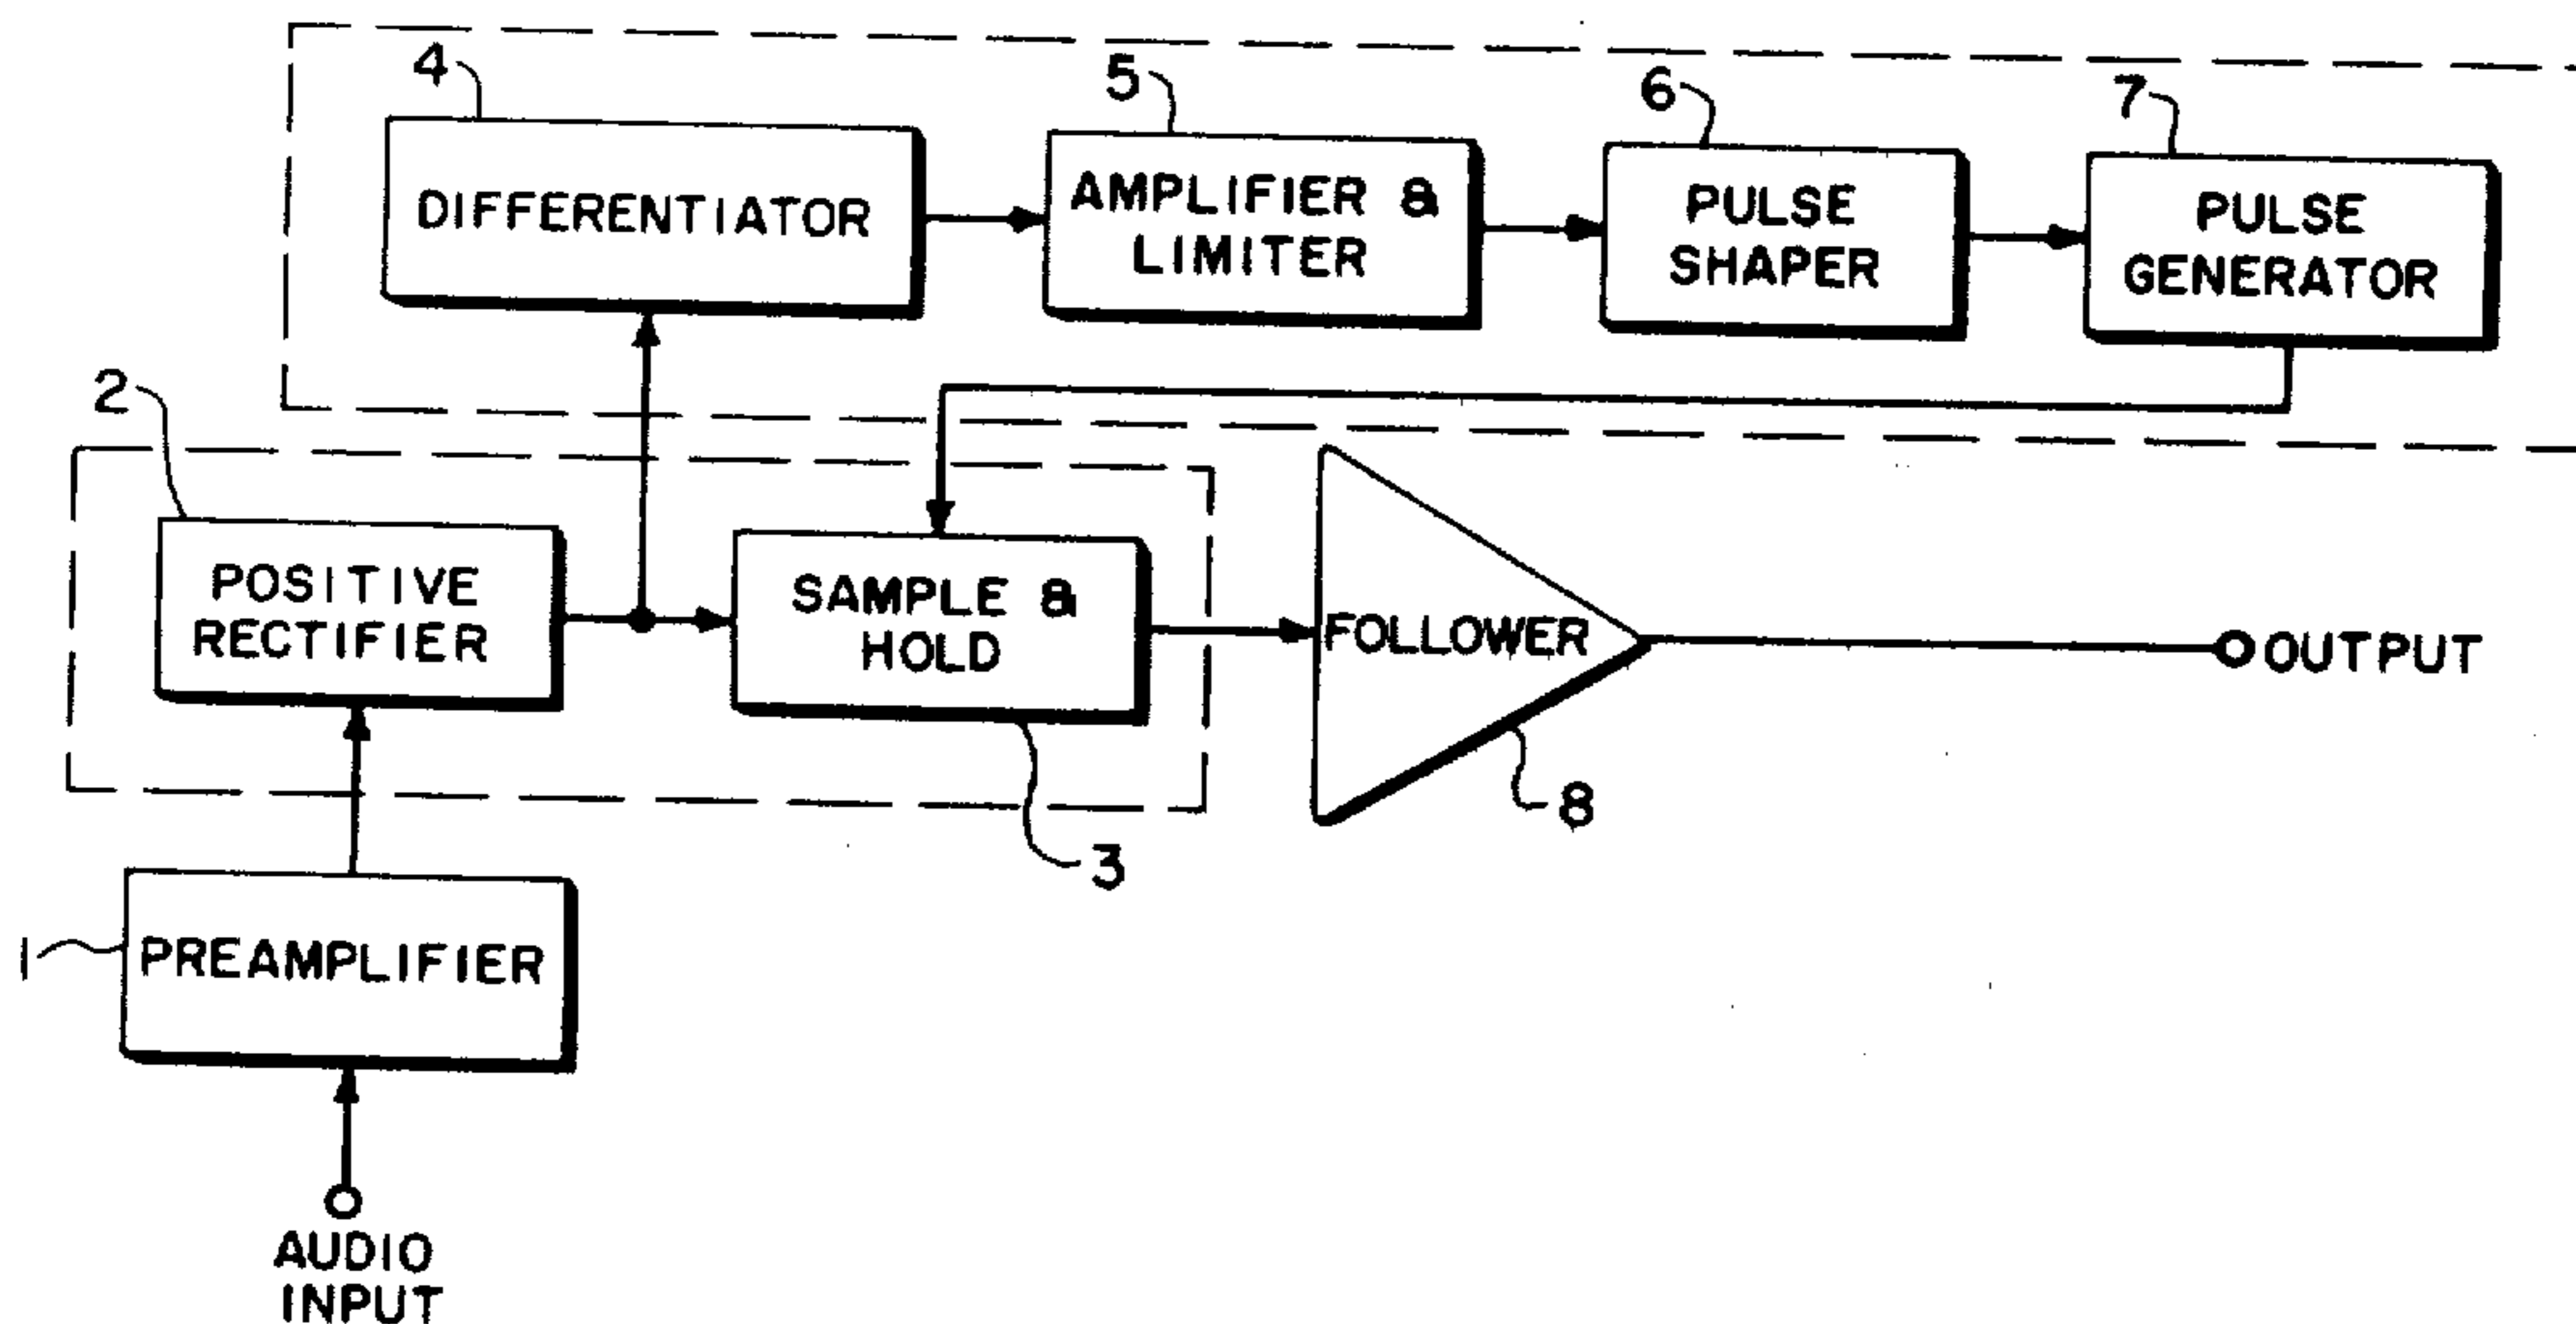 4
5
6
7
DIFFERENTIATOR
AMPLIFIER &
LIMITER
PULSE
SHAPER
PULSE
GENERATOR
2
POSITIVE
RECTIFIER
SAMPLE &
HOLD
FOLLOWER
OUTPUT
8
3
1
PREAMPLIFIER
AUDIO
INPUT